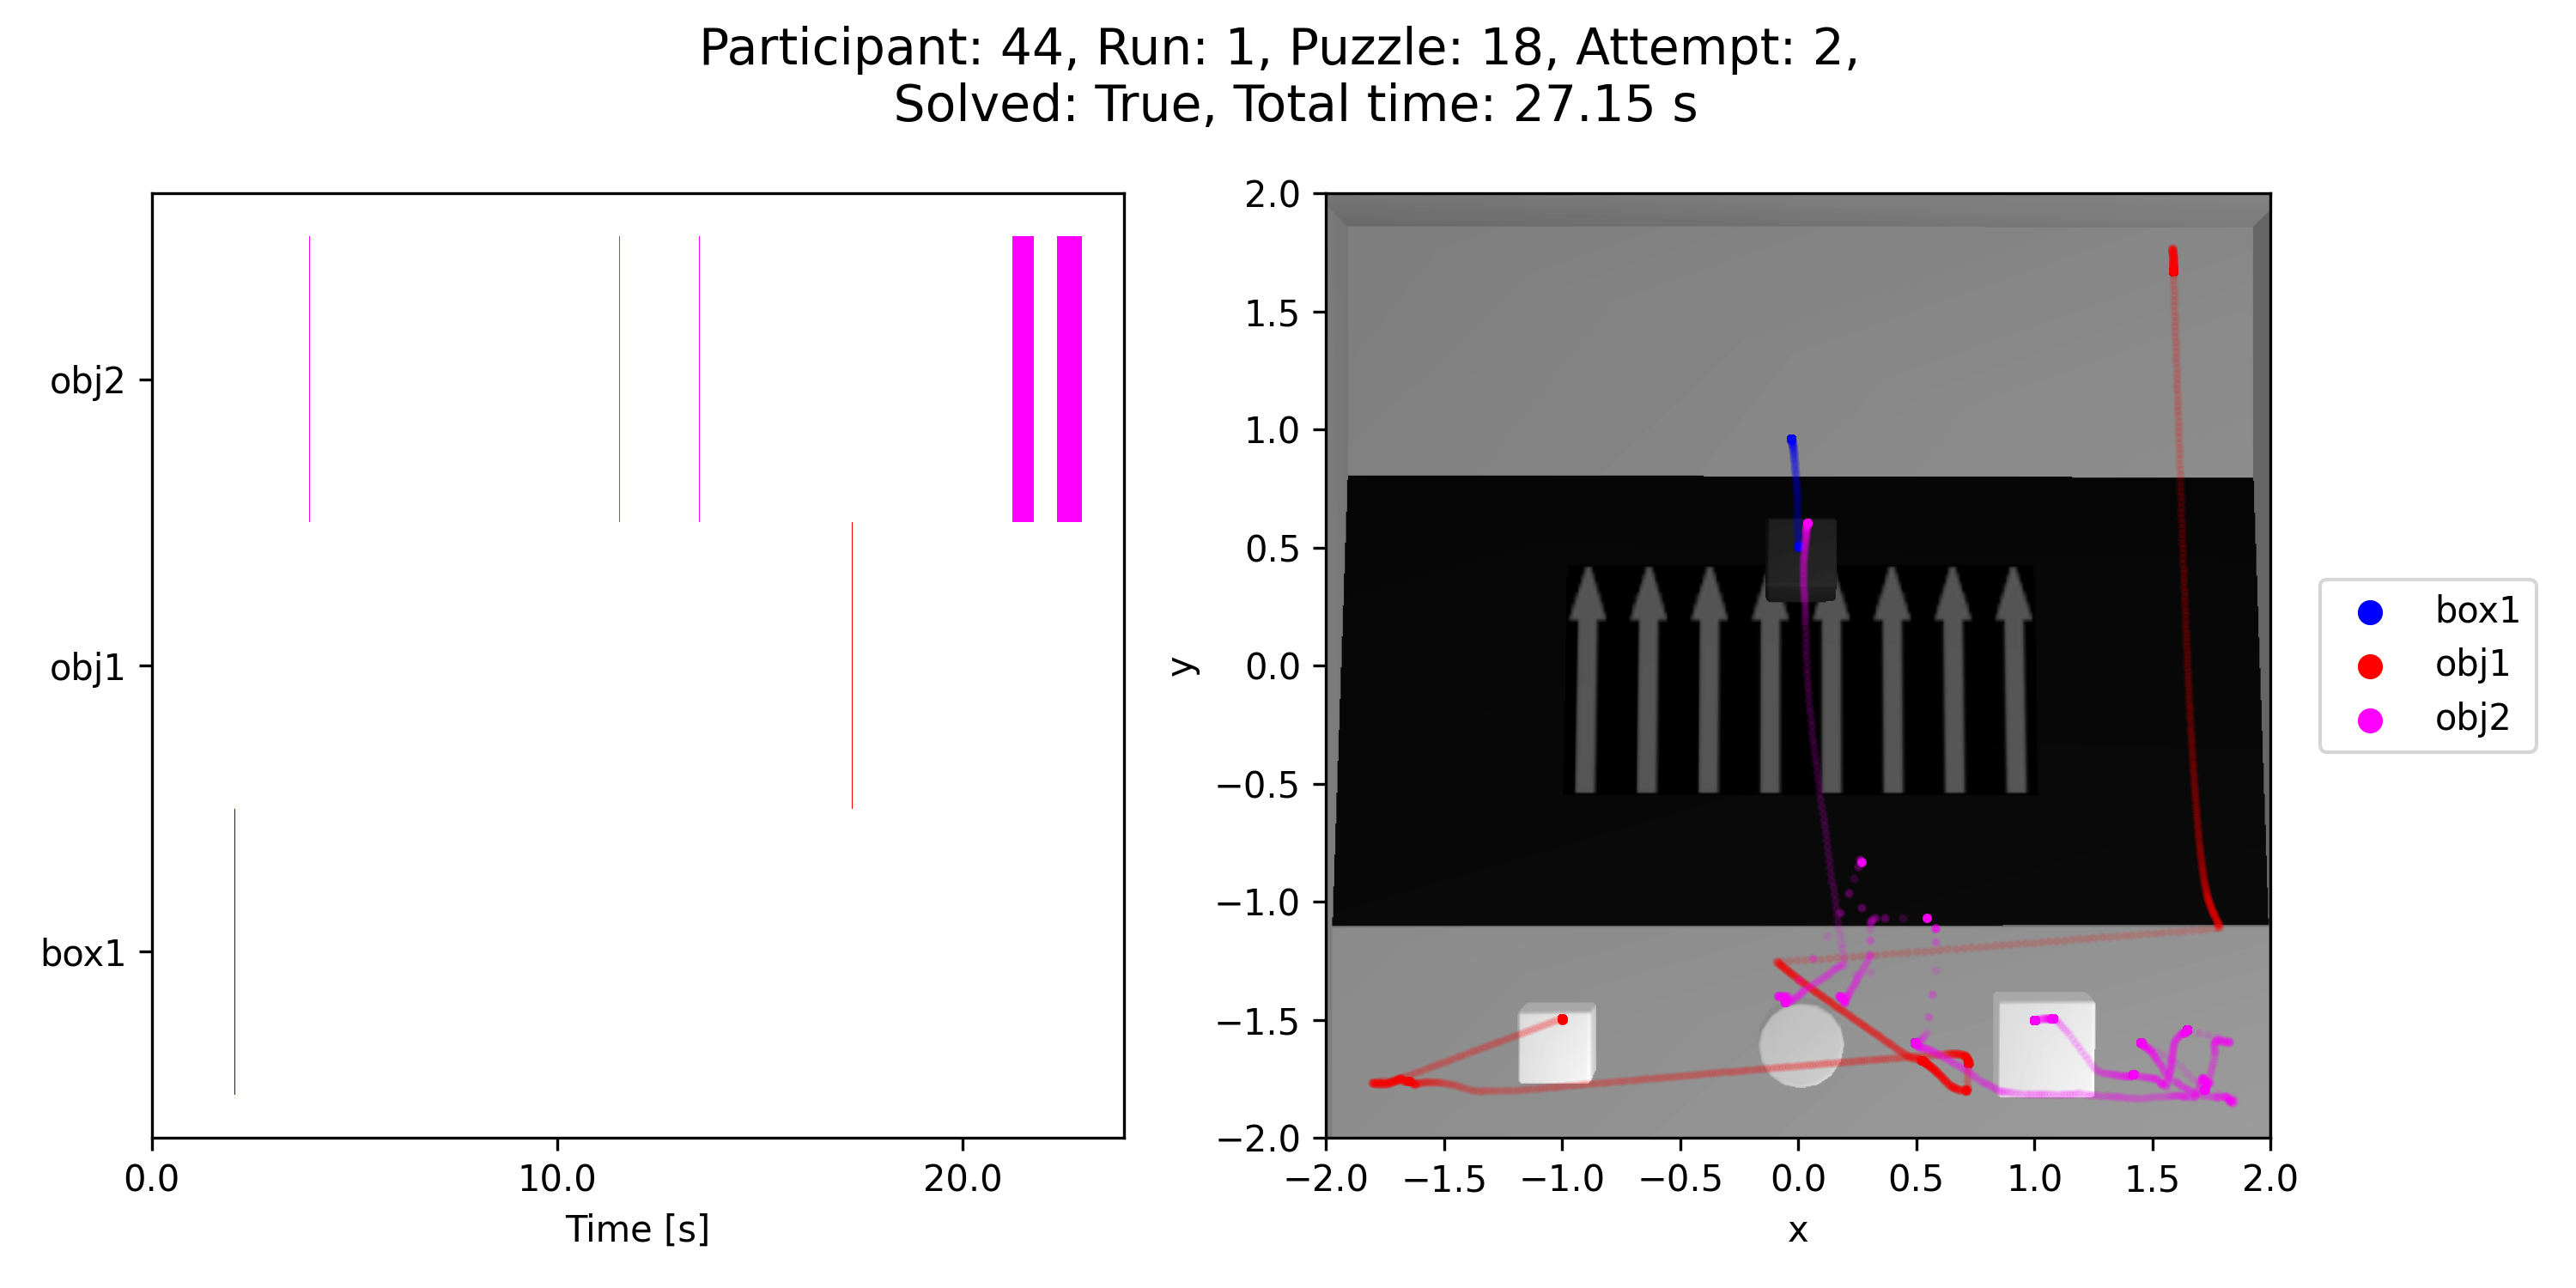 Participant: 44, Run: 1, Puzzle: 18, Attempt: 2,
Solved: True, Total time: 27.15 s
obj2
obj1
box1
0.0 10.0 20.0
Time [s]
2.0
1.5
1.0
0.5
0.0
−0.5
−1.0
−1.5
−2.0
y
−2.0 −1.5 −1.0 −0.5 0.0 0.5 1.0 1.5 2.0
x
box1
obj1
obj2